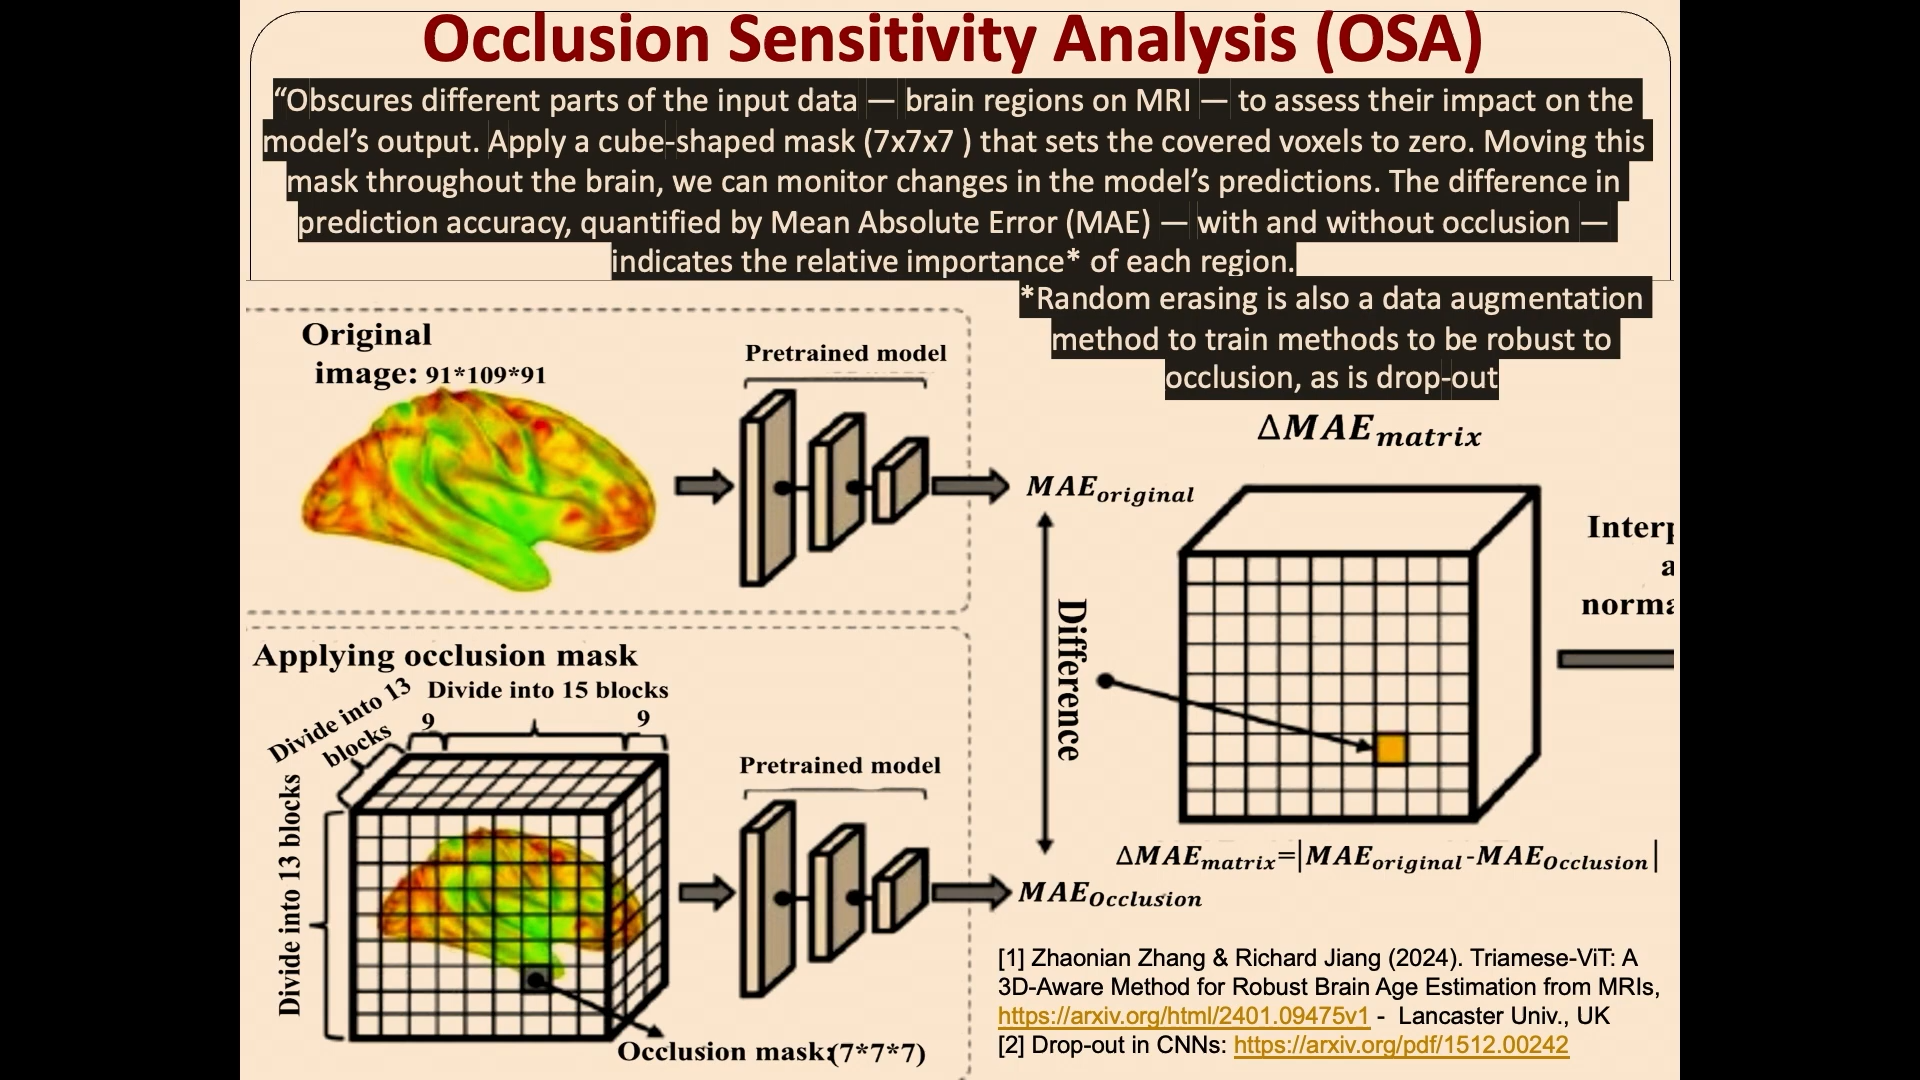 Occlusion Sensitivity Analysis (OSA)
“Obscures different parts of the input data — brain regions on MRI — to assess their impact on the
model’s output. Apply a cube-shaped mask (7x7x7 ) that sets the covered voxels to zero. Moving this
mask throughout the brain, we can monitor changes in the model’s predictions. The difference in
prediction accuracy, quantified by Mean Absolute Error (MAE) — with and without occlusion —
indicates the relative importance* of each region.
*Random erasing is also a data augmentation
method to train methods to be robust to
occlusion, as is drop-out
Original
image: 91*109*91
Pretrained model
MAEoriginal
ΔMAEmatrix
Difference
Applying occlusion mask
Divide into 13
blocks
Divide into 15 blocks
9
9
Divide into 13 blocks
Pretrained model
Occlusion mask:(7*7*7)
MAEOcclusion
ΔMAEmatrix=|MAEoriginal-MAEOcclusion|
[1] Zhaonian Zhang & Richard Jiang (2024). Triamese-ViT: A
3D-Aware Method for Robust Brain Age Estimation from MRIs,
https://arxiv.org/html/2401.09475v1 - Lancaster Univ., UK
[2] Drop-out in CNNs: https://arxiv.org/pdf/1512.00242